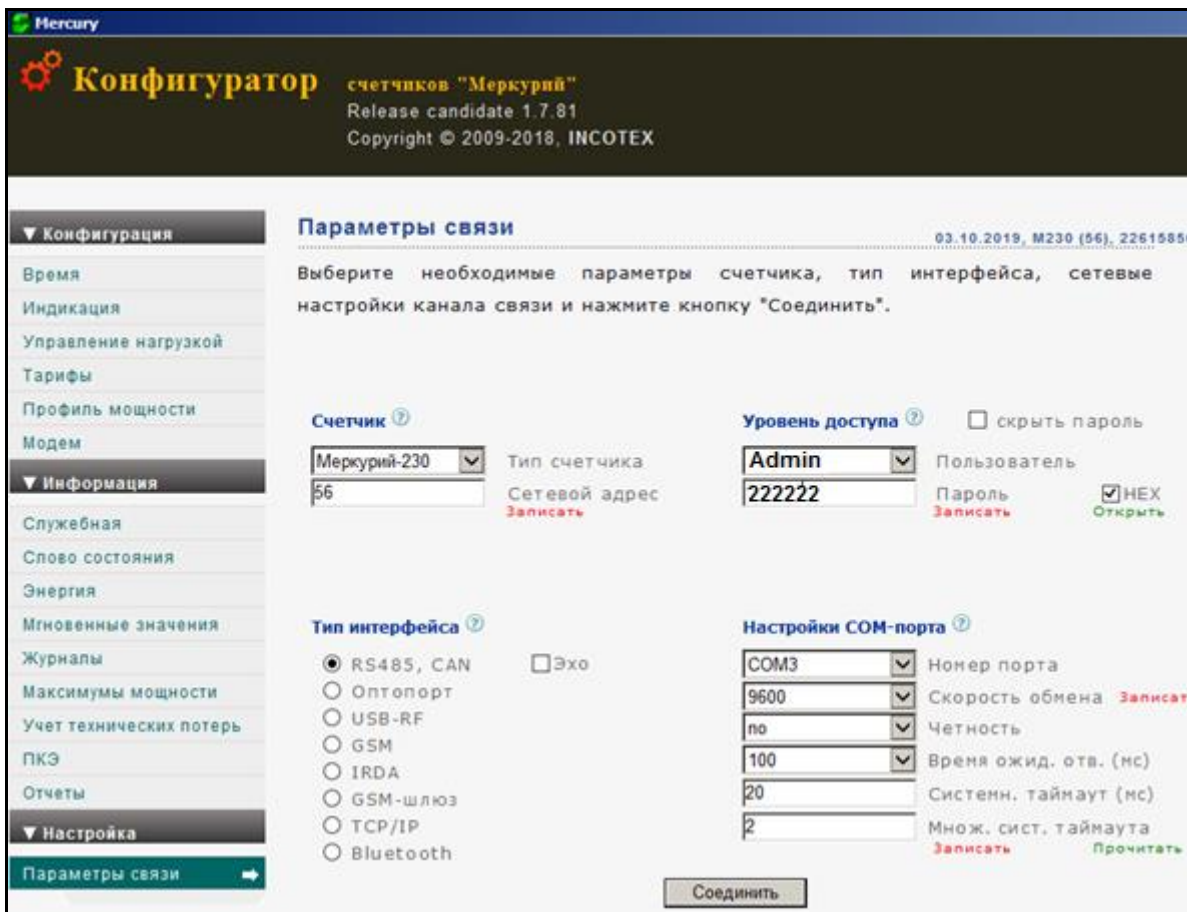 Mercury
Конфигуратор
счетчиков "Меркурий"
Release candidate 1.7.81
Copyright © 2009-2018, INCOTEX
▼ Конфигурация
Время
Индикация
Управление нагрузкой
Тарифы
Профиль мощности
Модем
▼ Информация
Служебная
Слово состояния
Энергия
Мгновенные значения
Журналы
Максимумы мощности
Учет технических потерь
ПКЭ
Отчеты
▼ Настройка
Параметры связи
Параметры связи
03.10.2019, М230 (56), 2261585
Выберите необходимые параметры счетчика, тип интерфейса, сетевые
настройки канала связи и нажмите кнопку "Соединить".
Счетчик
Меркурий-230 Тип счетчика
56 Сетевой адрес
Записать
Уровень доступа скрыть пароль
Admin Пользователь
222222 Пароль HEX
Записать Открыть
Тип интерфейса
RS485, CAN Эхо
Оптопорт
USB-RF
GSM
IRDA
GSM-шлюз
TCP/IP
Bluetooth
Настройки COM-порта
COM3 Номер порта
9600 Скорость обмена Записат
no Четность
100 Время ожид. отв. (мс)
20 Системн. таймаут (мс)
2 Множ. сист. таймаута
Записать Прочитать
Соединить